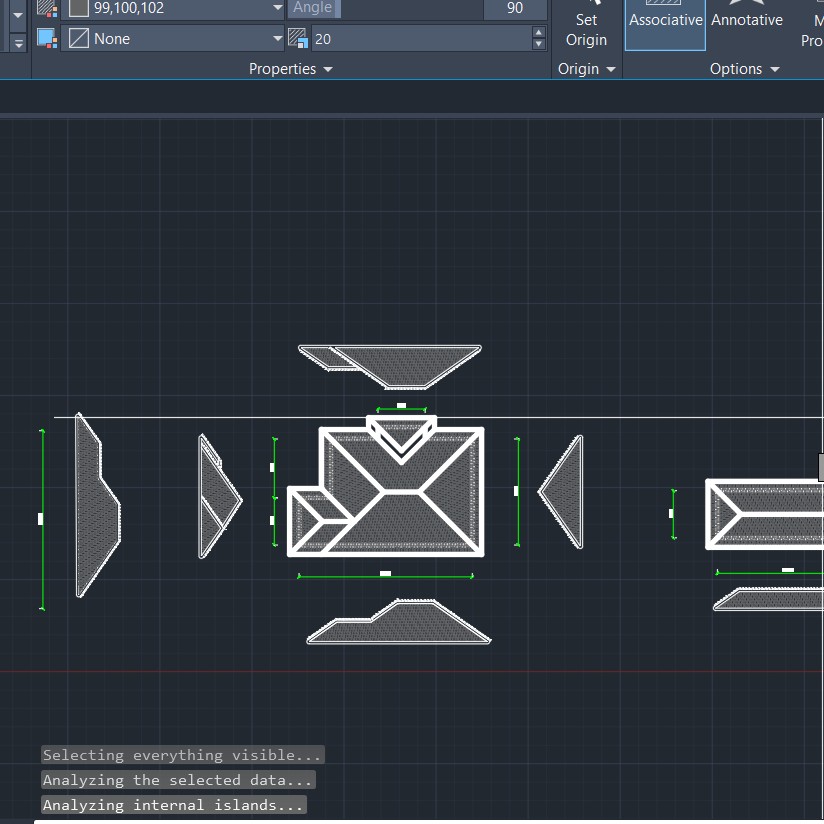 99,100,102
Angle
90
None
20
Set
Origin
Associative
Annotative
Properties
Origin
Options
Selecting everything visible...
Analyzing the selected data...
Analyzing internal islands...